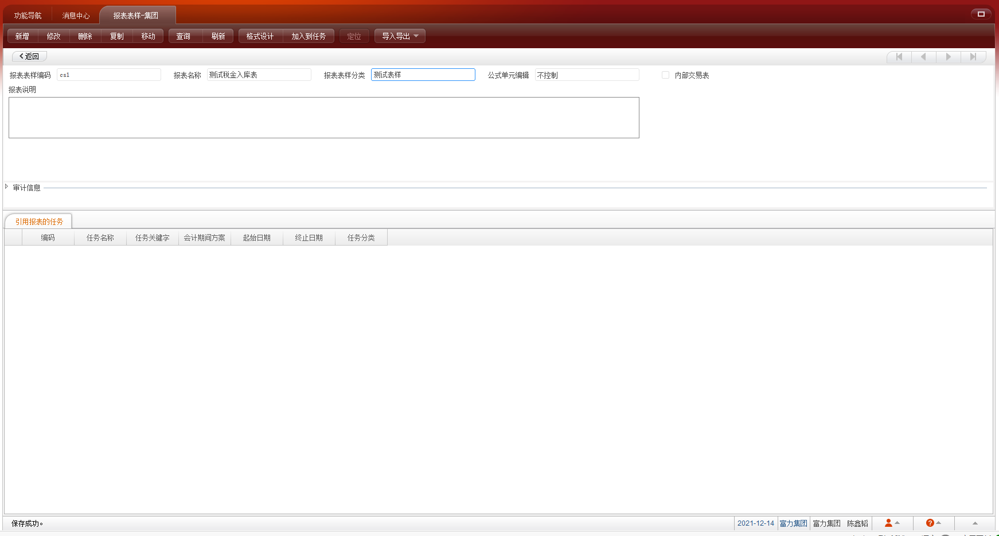 功能导航 消息中心 报表表样-集团
新增 修改 删除 复制 移动 查询 刷新 格式设计 加入到任务 定位 导入导出
返回
报表表样编码 cs1 报表名称 测试税金入库表 报表表样分类 测试表样 公式单元编辑 不控制 内部交易表
报表说明
审计信息
引用报表的任务
编码 任务名称 任务关键字 会计期间方案 起始日期 终止日期 任务分类
保存成功。 2021-12-14 富力集团 富力集团 陈鑫韬